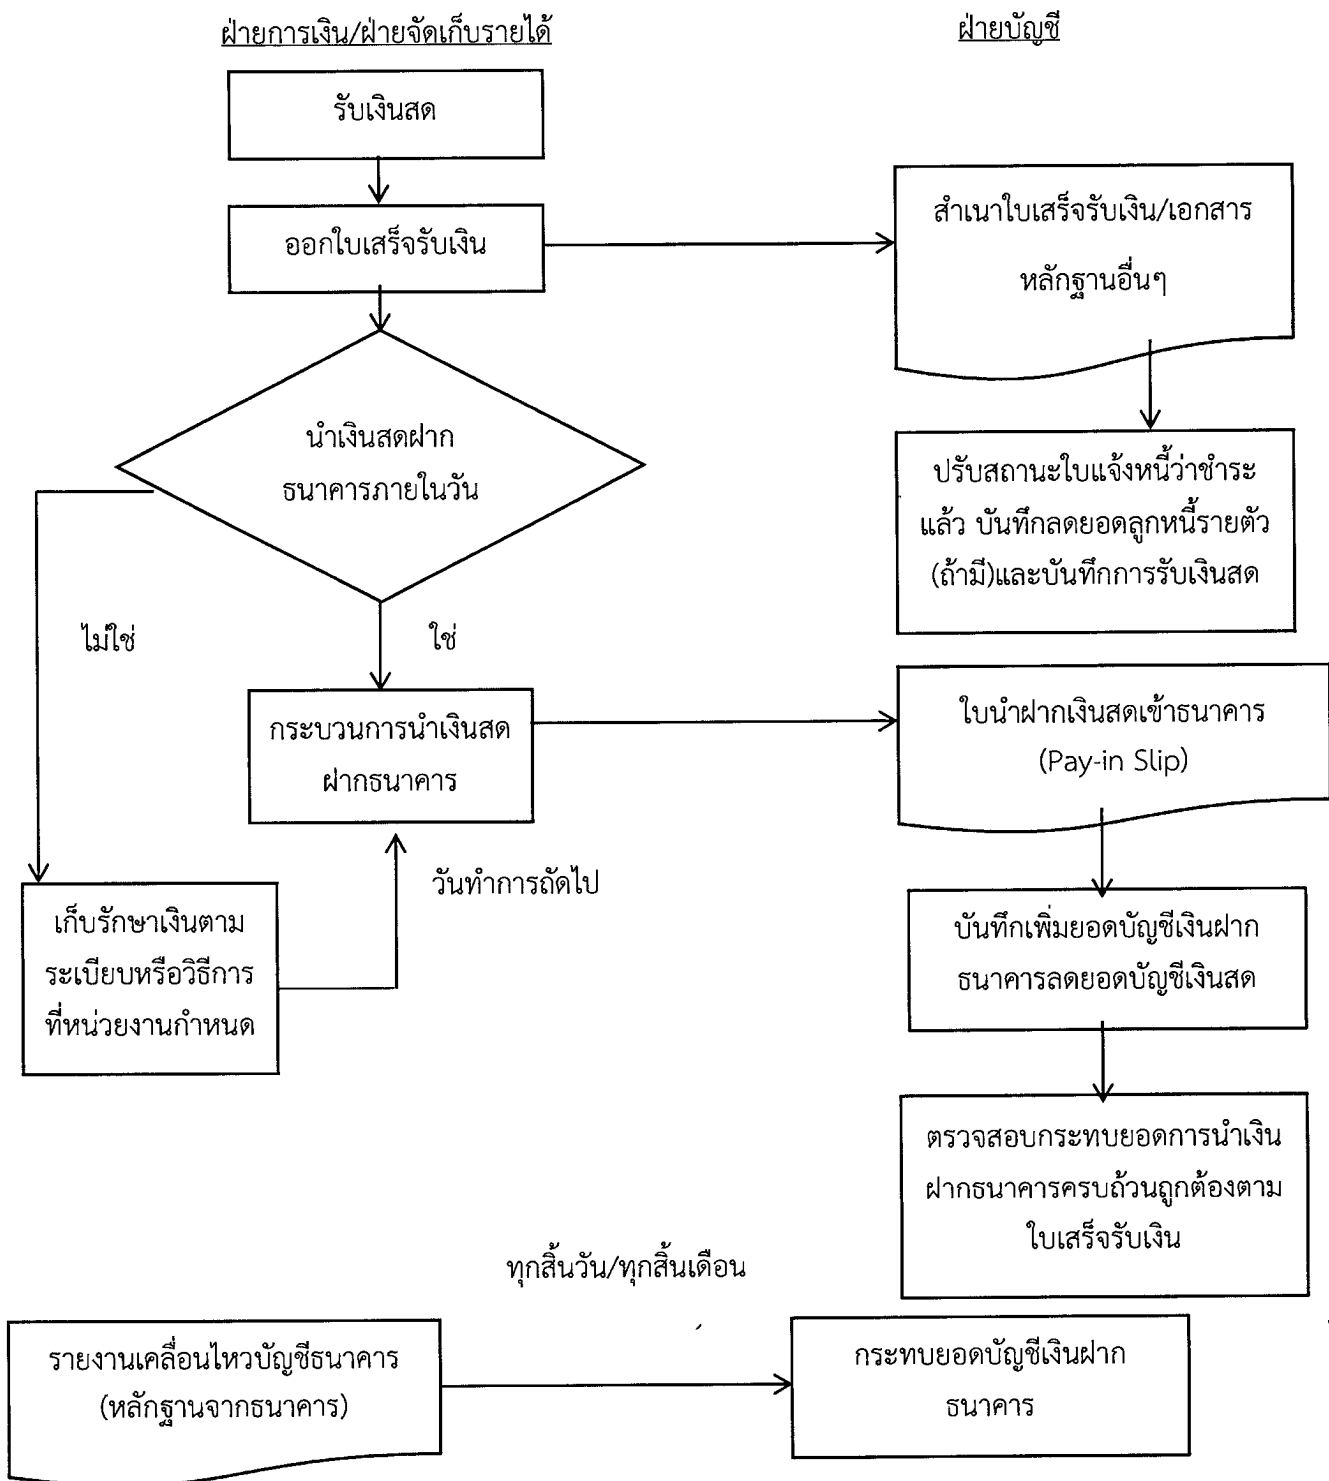 ฝ่ายการเงิน/ฝ่ายจัดเก็บรายได้
ฝ่ายบัญชี
รับเงินสด
ออกใบเสร็จรับเงิน
สำเนาใบเสร็จรับเงิน/เอกสาร
หลักฐานอื่นๆ
นำเงินสดฝาก
ธนาคารภายในวัน
ปรับสถานะใบแจ้งหนี้ว่าชำระ
แล้ว บันทึกลดยอดลูกหนี้รายตัว
(ถ้ามี)และบันทึกการรับเงินสด
ไม่ใช่
ใช่
กระบวนการนำเงินสด
ฝากธนาคาร
ใบนำฝากเงินสดเข้าธนาคาร
(Pay-in Slip)
วันทำการถัดไป
เก็บรักษาเงินตาม
ระเบียบหรือวิธีการ
ที่หน่วยงานกำหนด
บันทึกเพิ่มยอดบัญชีเงินฝาก
ธนาคารลดยอดบัญชีเงินสด
ตรวจสอบกระทบยอดการนำเงิน
ฝากธนาคารครบถ้วนถูกต้องตาม
ใบเสร็จรับเงิน
ทุกสิ้นวัน/ทุกสิ้นเดือน
รายงานเคลื่อนไหวบัญชีธนาคาร
(หลักฐานจากธนาคาร)
กระทบยอดบัญชีเงินฝาก
ธนาคาร